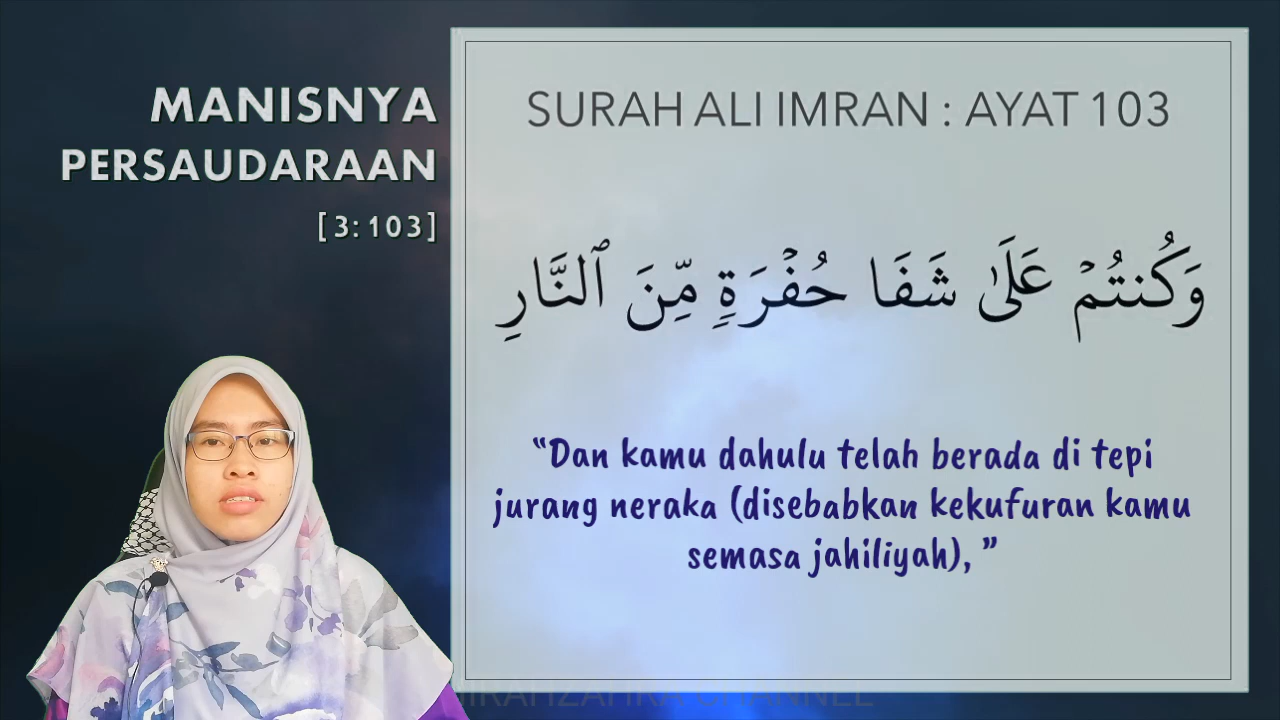 MANISNYA
PERSAUDARAAN
[3:103]
SURAH ALI IMRAN : AYAT 103
وَكُنتُمْ عَلَىٰ شَفَا حُفْرَةٍ مِّنَ ٱلنَّارِ
“Dan kamu dahulu telah berada di tepi
jurang neraka (disebabkan kekufuran kamu
semasa jahiliyah), ”
CHANNEL